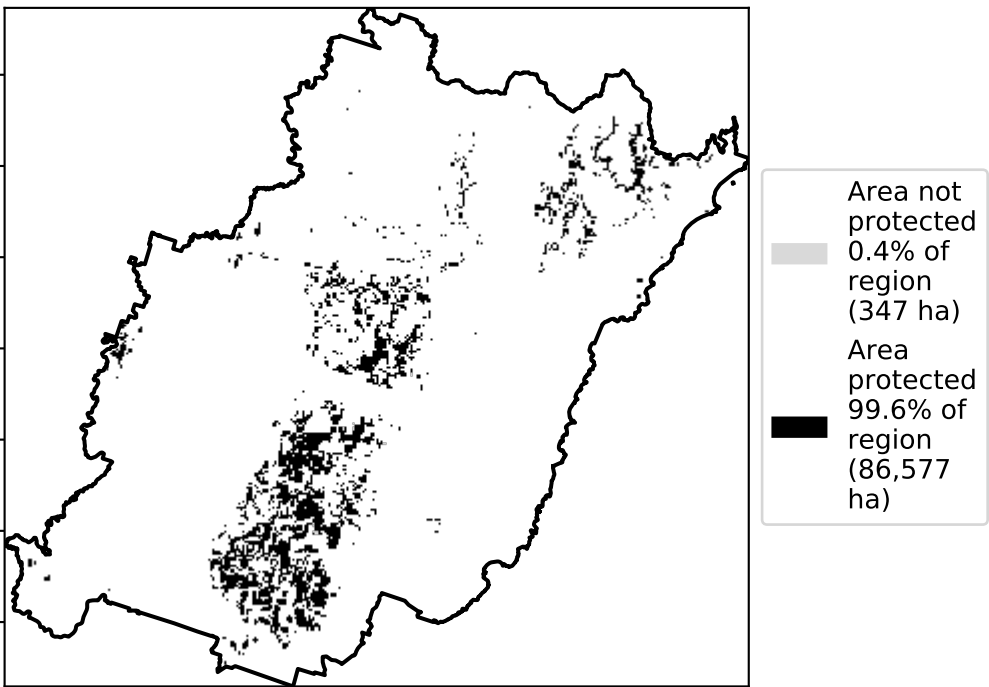 Area not
protected
0.4% of
region
(347 ha)
Area
protected
99.6% of
region
(86,577
ha)